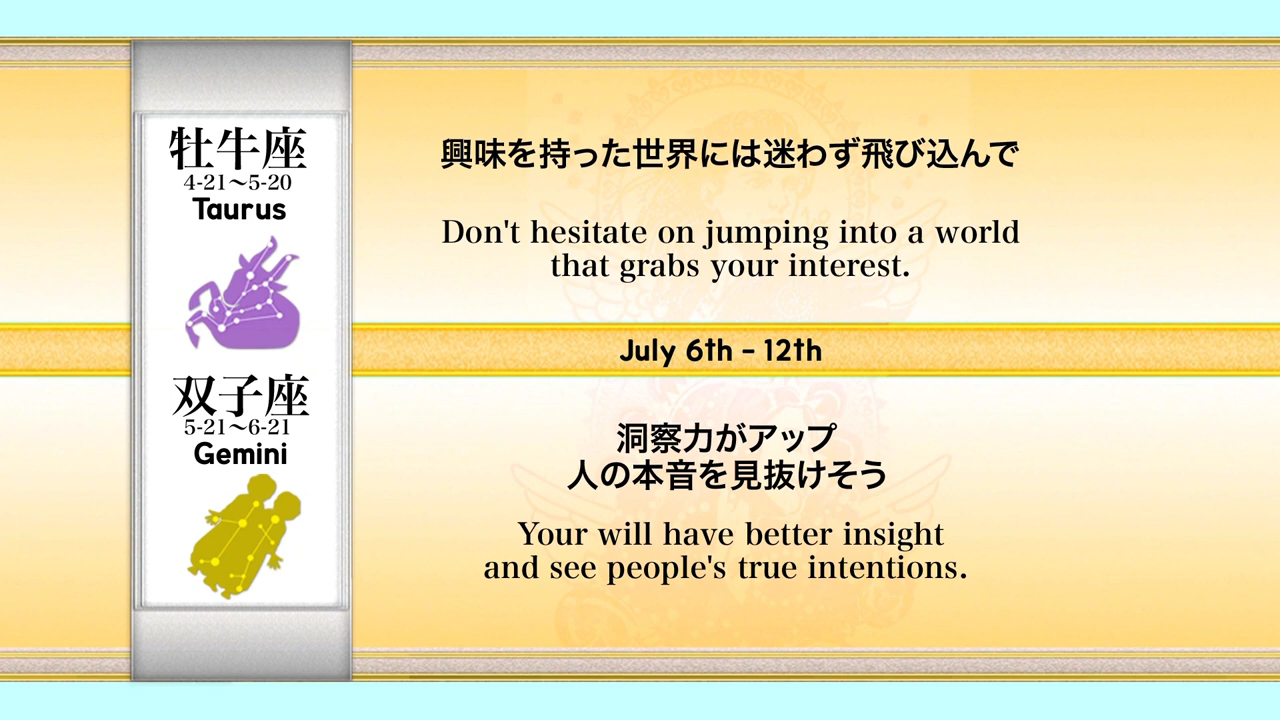 牡牛座
4-21〜5-20
Taurus
興味を持った世界には迷わず飛び込んで
Don't hesitate on jumping into a world
that grabs your interest.
July 6th - 12th
双子座
5-21〜6-21
Gemini
洞察力がアップ
人の本音を見抜けそう
Your will have better insight
and see people's true intentions.